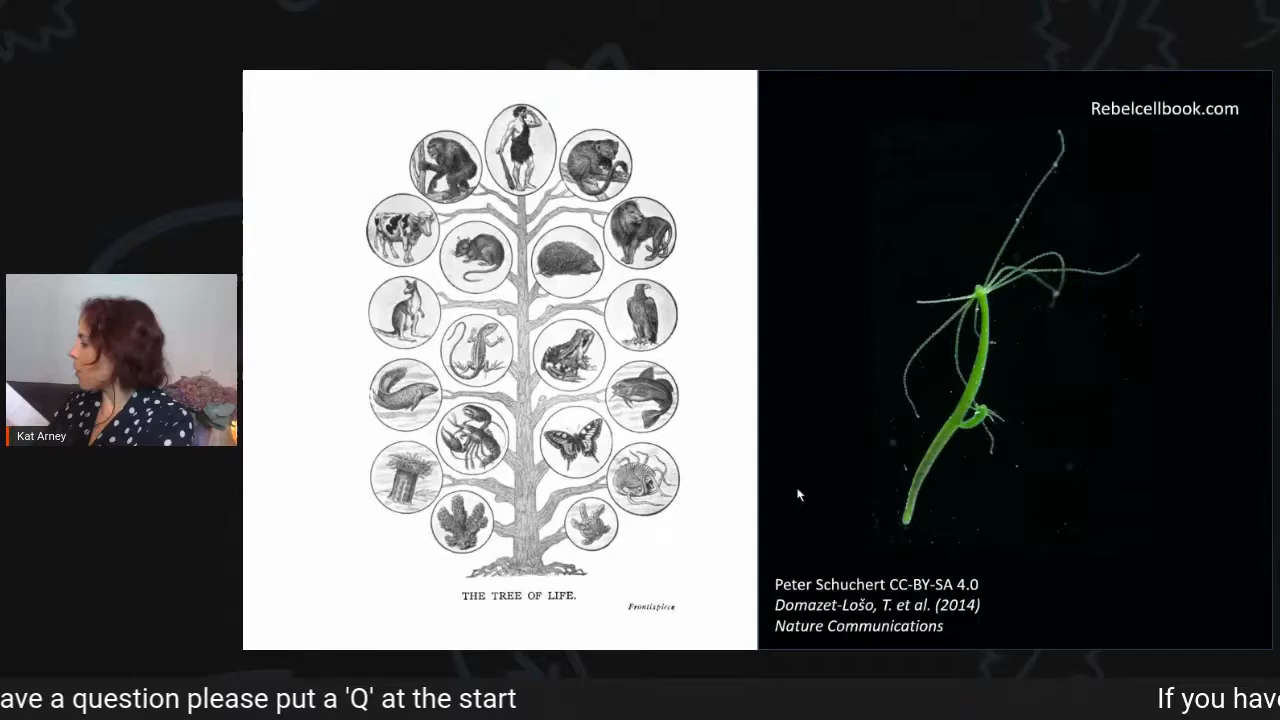 Rebelcellbook.com
Kat Arney
THE TREE OF LIFE.
Frontispiece
Peter Schuchert CC-BY-SA 4.0
Domazet-Lošo, T. et al. (2014)
Nature Communications
ave a question please put a 'Q' at the start
If you have